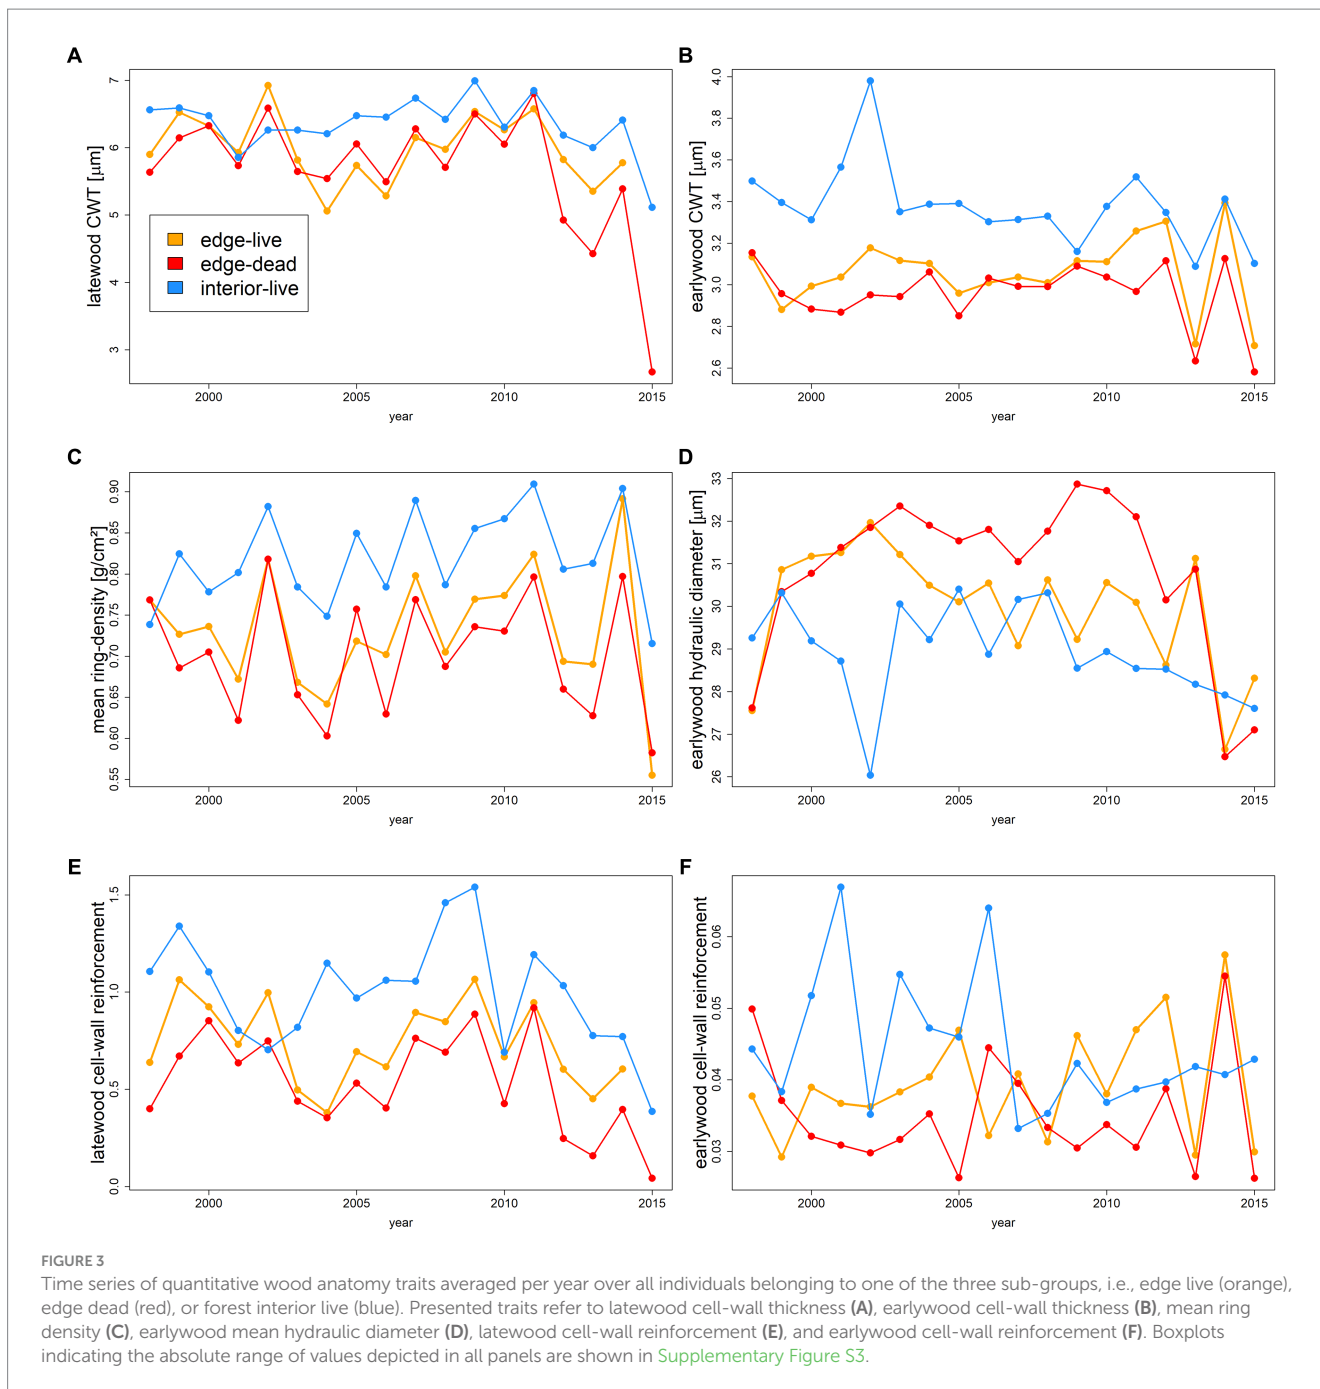 A
B
latewood CWT [µm]
3
4
5
6
7
edge-live
edge-dead
interior-live
2000
2005
2010
2015
year
earlywood CWT [µm]
2.6
2.8
3.0
3.2
3.4
3.6
3.8
4.0
2000
2005
2010
2015
year
C
D
mean ring-density [g/cm²]
0.55
0.60
0.65
0.70
0.75
0.80
0.85
0.90
2000
2005
2010
2015
year
earlywood hydraulic diameter [µm]
26
27
28
29
30
31
32
33
2000
2005
2010
2015
year
E
F
latewood cell-wall reinforcement
0.0
0.5
1.0
1.5
2000
2005
2010
2015
year
earlywood cell-wall reinforcement
0.03
0.04
0.05
0.06
2000
2005
2010
2015
year
FIGURE 3
Time series of quantitative wood anatomy traits averaged per year over all individuals belonging to one of the three sub-groups, i.e., edge live (orange),
edge dead (red), or forest interior live (blue). Presented traits refer to latewood cell-wall thickness (A), earlywood cell-wall thickness (B), mean ring
density (C), earlywood mean hydraulic diameter (D), latewood cell-wall reinforcement (E), and earlywood cell-wall reinforcement (F). Boxplots
indicating the absolute range of values depicted in all panels are shown in Supplementary Figure S3.